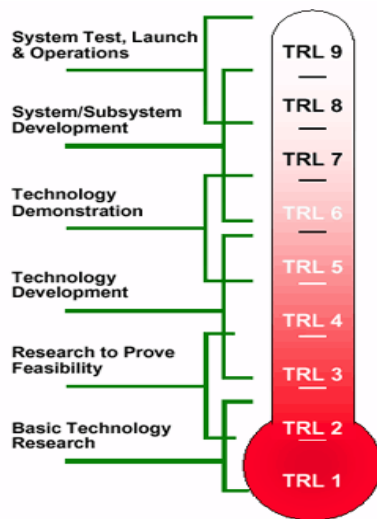 System Test, Launch
& Operations
System/Subsystem
Development
Technology
Demonstration
Technology
Development
Research to Prove
Feasibility
Basic Technology
Research
TRL 9
TRL 8
TRL 7
TRL 6
TRL 5
TRL 4
TRL 3
TRL 2
TRL 1